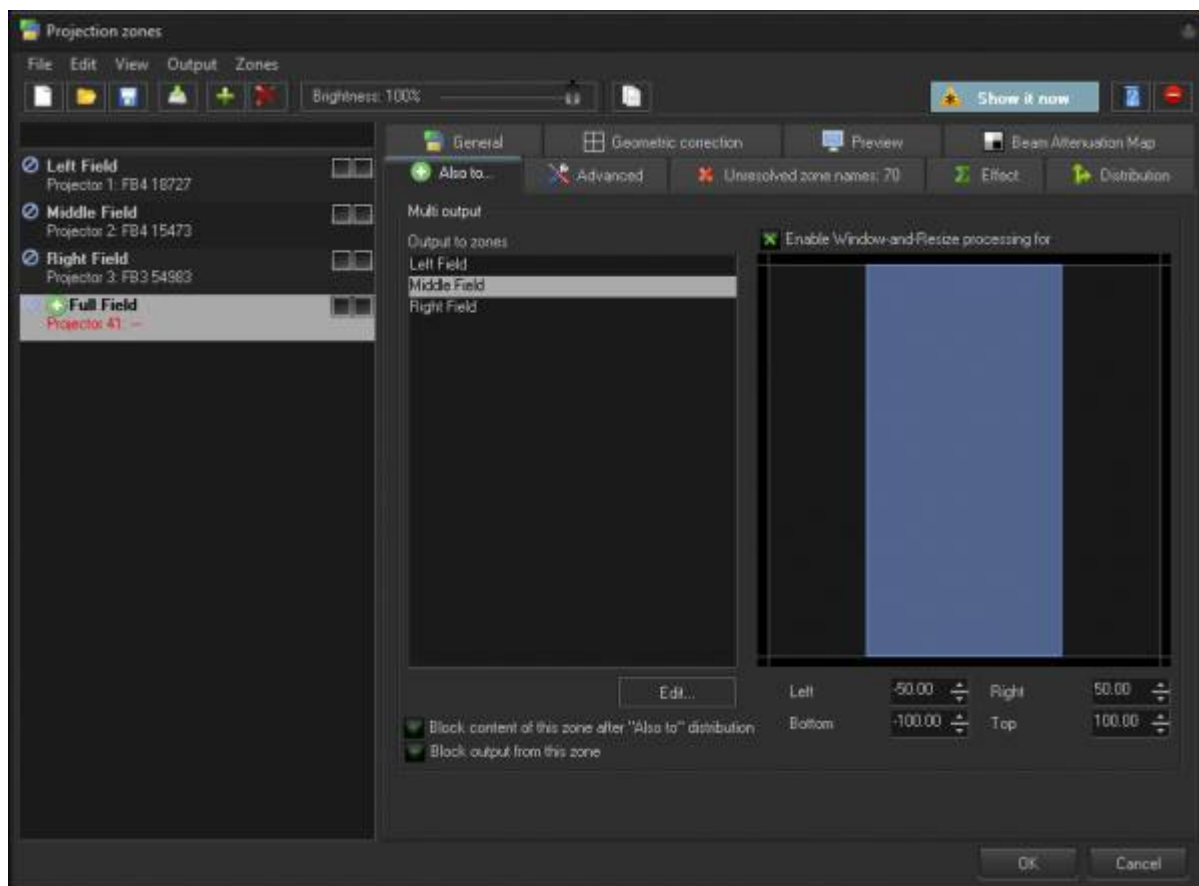 Projection zones
File Edit View Output Zones
Brightness: 100%
Show it now
Left Field
Projector 1: FB4 18727
Middle Field
Projector 2: FB4 15473
Right Field
Projector 3: FB3 54983
Full Field
Projector 41: --
General Geometric correction Preview Beam Attenuation Map
Also to... Advanced Unresolved zone names: 70 Effect Distribution
Multi output
Output to zones
Left Field
Middle Field
Right Field
Edit...
Block content of this zone after "Also to" distribution
Block output from this zone
Enable Window-and-Resize processing for
Left -50.00 Right 50.00
Bottom -100.00 Top 100.00
OK Cancel